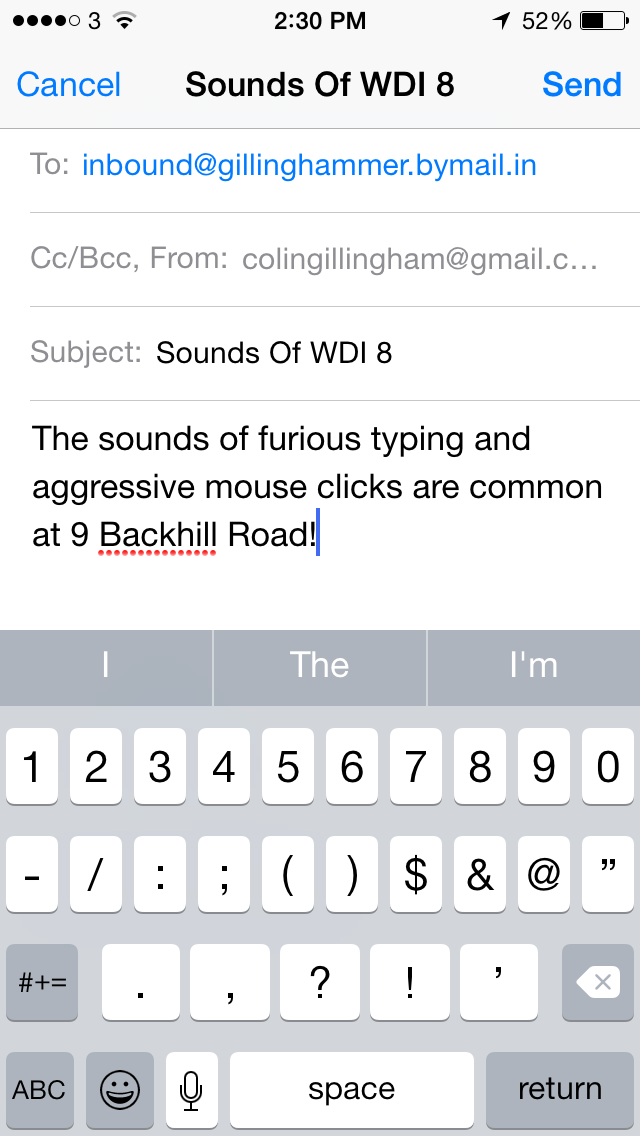 3 2:30 PM 52%
Cancel Sounds Of WDI 8 Send
To: inbound@gillinghammer.bymail.in
Cc/Bcc, From: colingillingham@gmail.c...
Subject: Sounds Of WDI 8
The sounds of furious typing and
aggressive mouse clicks are common
at 9 Backhill Road!
I The I'm
1 2 3 4 5 6 7 8 9 0
- / : ; ( ) $ & @ ”
#+= . , ? ! ’
ABC space return